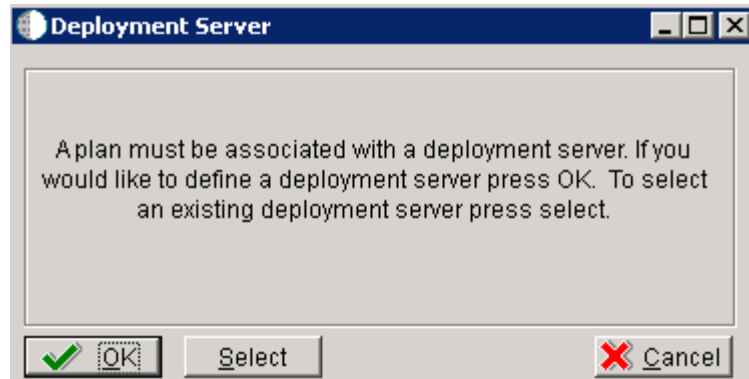 Deployment Server
A plan must be associated with a deployment server. If you
would like to define a deployment server press OK. To select
an existing deployment server press select.
OK
Select
Cancel